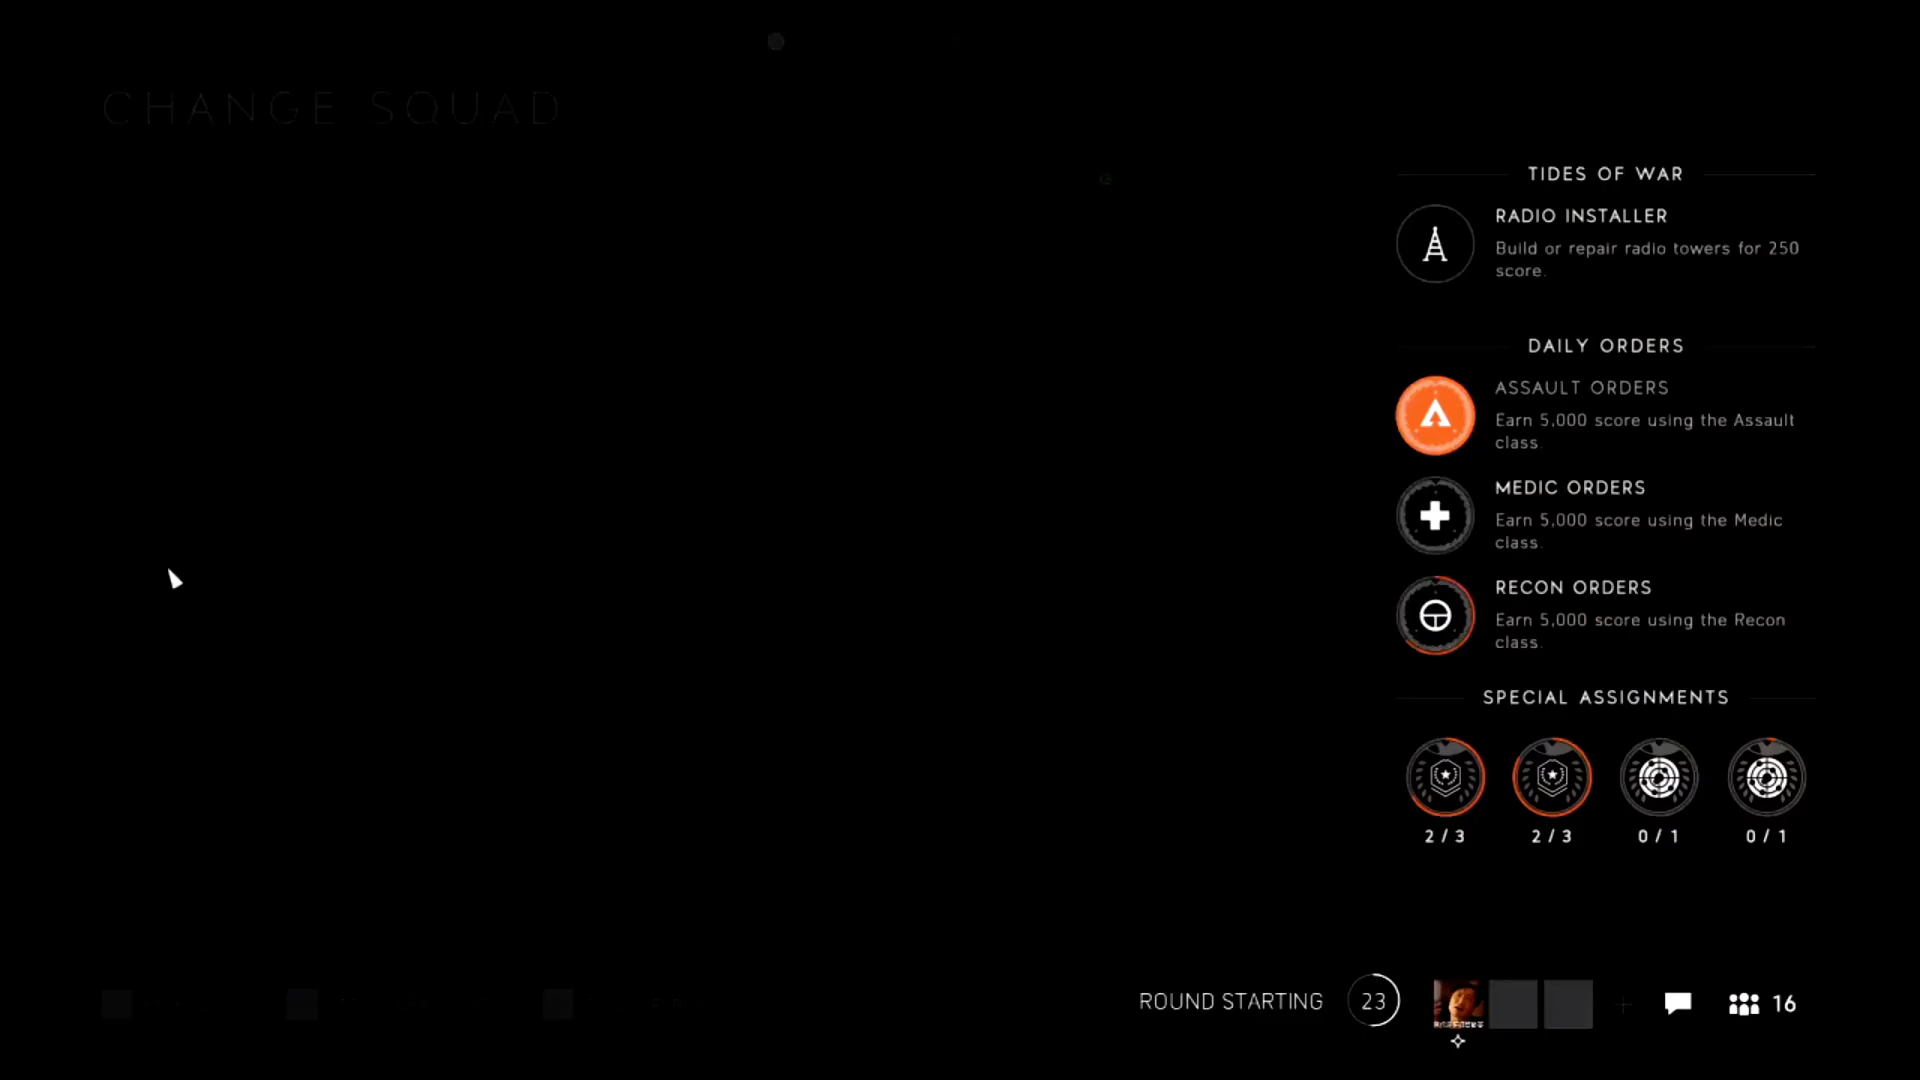 CHANGE SQUAD
TIDES OF WAR
RADIO INSTALLER
Build or repair radio towers for 250
score.
DAILY ORDERS
ASSAULT ORDERS
Earn 5,000 score using the Assault
class.
MEDIC ORDERS
Earn 5,000 score using the Medic
class.
RECON ORDERS
Earn 5,000 score using the Recon
class.
SPECIAL ASSIGNMENTS
2 / 3
2 / 3
0 / 1
0 / 1
ROUND STARTING 23
16